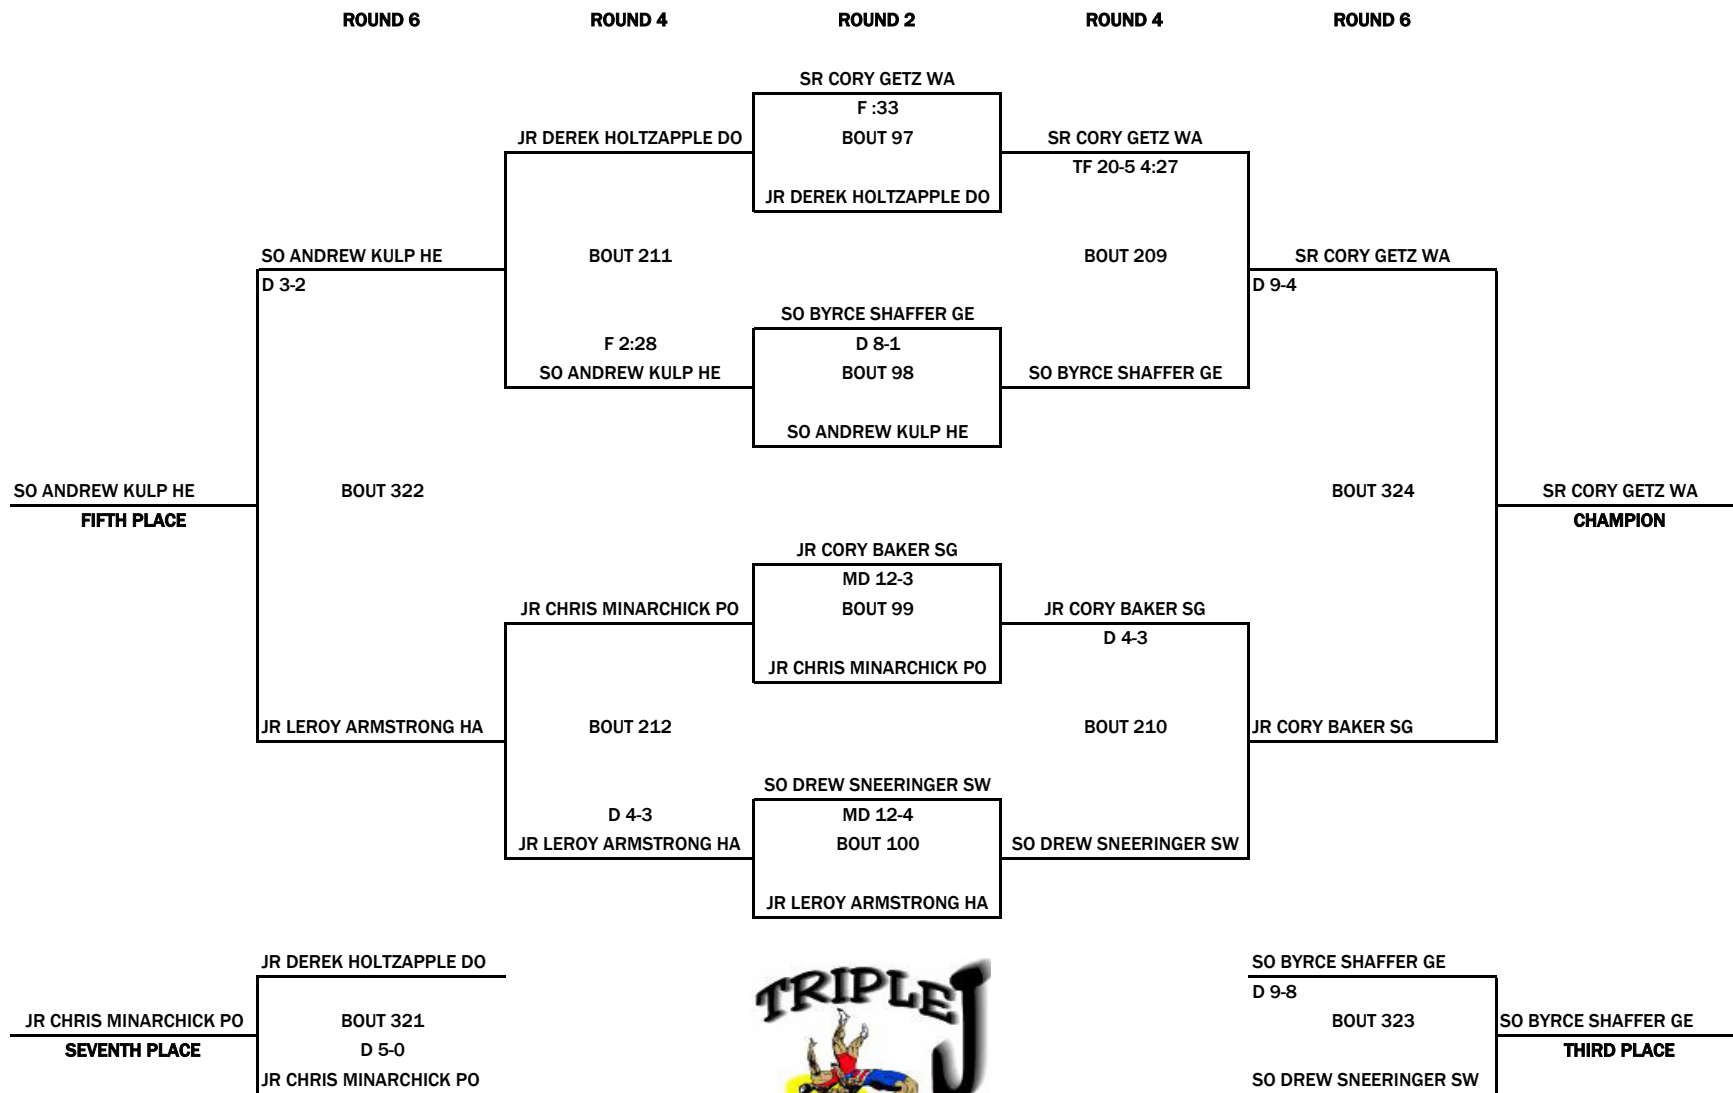 ROUND 6 ROUND 4 ROUND 2 ROUND 4 ROUND 6
SR CORY GETZ WA
F :33
JR DEREK HOLTZAPPLE DO BOUT 97 SR CORY GETZ WA
TF 20-5 4:27
JR DEREK HOLTZAPPLE DO
SO ANDREW KULP HE BOUT 211 BOUT 209 SR CORY GETZ WA
D 3-2 D 9-4
SO BYRCE SHAFFER GE
F 2:28 D 8-1
SO ANDREW KULP HE BOUT 98 SO BYRCE SHAFFER GE
SO ANDREW KULP HE
SO ANDREW KULP HE BOUT 322 BOUT 324 SR CORY GETZ WA
FIFTH PLACE CHAMPION
JR CORY BAKER SG
MD 12-3
JR CHRIS MINARCHICK PO BOUT 99 JR CORY BAKER SG
D 4-3
JR CHRIS MINARCHICK PO
JR LEROY ARMSTRONG HA BOUT 212 BOUT 210 JR CORY BAKER SG
SO DREW SNEERINGER SW
D 4-3 MD 12-4
JR LEROY ARMSTRONG HA BOUT 100 SO DREW SNEERINGER SW
JR LEROY ARMSTRONG HA
JR DEREK HOLTZAPPLE DO SO BYRCE SHAFFER GE
TRIPLE J
D 9-8
JR CHRIS MINARCHICK PO BOUT 321 BOUT 323 SO BYRCE SHAFFER GE
SEVENTH PLACE D 5-0 THIRD PLACE
JR CHRIS MINARCHICK PO SO DREW SNEERINGER SW